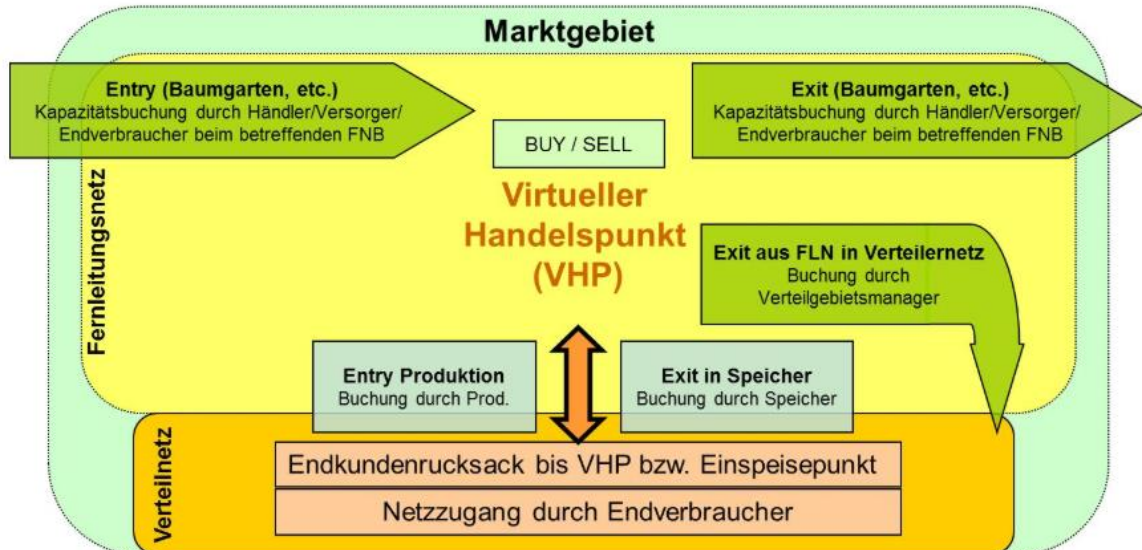 Marktgebiet
Entry (Baumgarten, etc.)
Kapazitätsbuchung durch Händler/Versorger/
Endverbraucher beim betreffenden FNB
Exit (Baumgarten, etc.)
Kapazitätsbuchung durch Händler/Versorger/
Endverbraucher beim betreffenden FNB
BUY / SELL
Fernleitungsnetz
Virtueller
Handelspunkt
(VHP)
Exit aus FLN in Verteilernetz
Buchung durch
Verteilgebietsmanager
Entry Produktion
Buchung durch Prod.
Exit in Speicher
Buchung durch Speicher
Verteilnetz
Endkundenrucksack bis VHP bzw. Einspeisepunkt
Netzzugang durch Endverbraucher